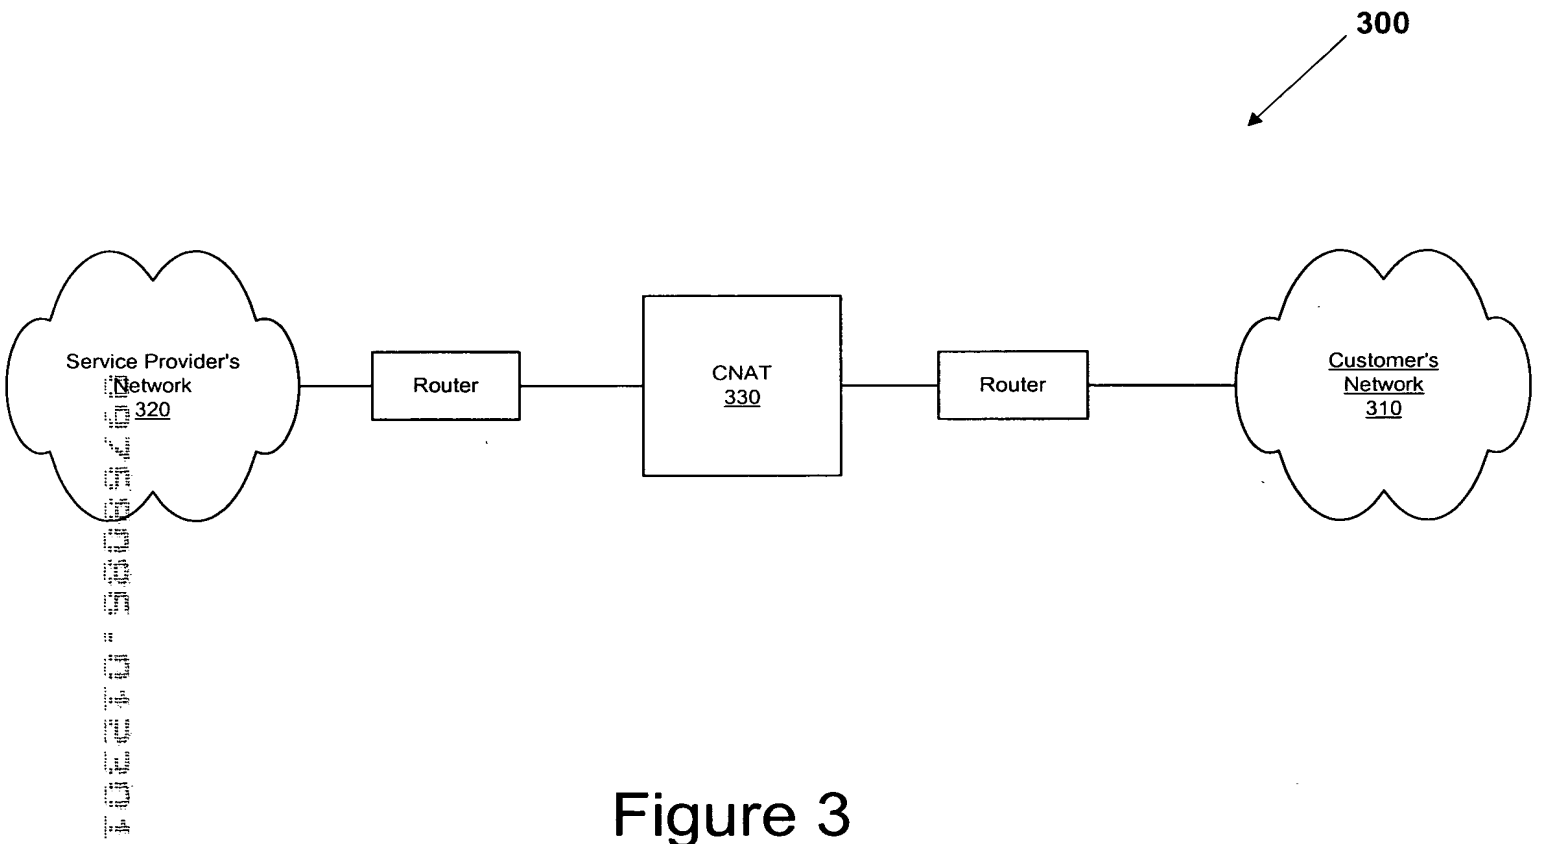 300
Service Provider's
Network
320
Router
CNAT
330
Router
Customer's
Network
310
Figure 3